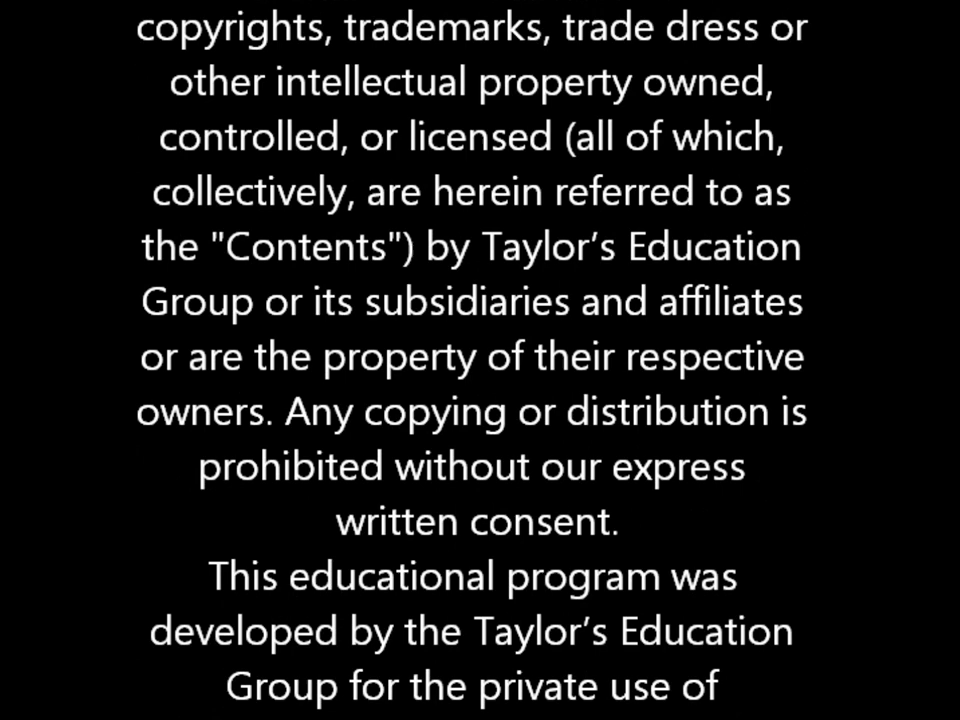 copyrights, trademarks, trade dress or
other intellectual property owned,
controlled, or licensed (all of which,
collectively, are herein referred to as
the "Contents") by Taylor’s Education
Group or its subsidiaries and affiliates
or are the property of their respective
owners. Any copying or distribution is
prohibited without our express
written consent.
This educational program was
developed by the Taylor’s Education
Group for the private use of